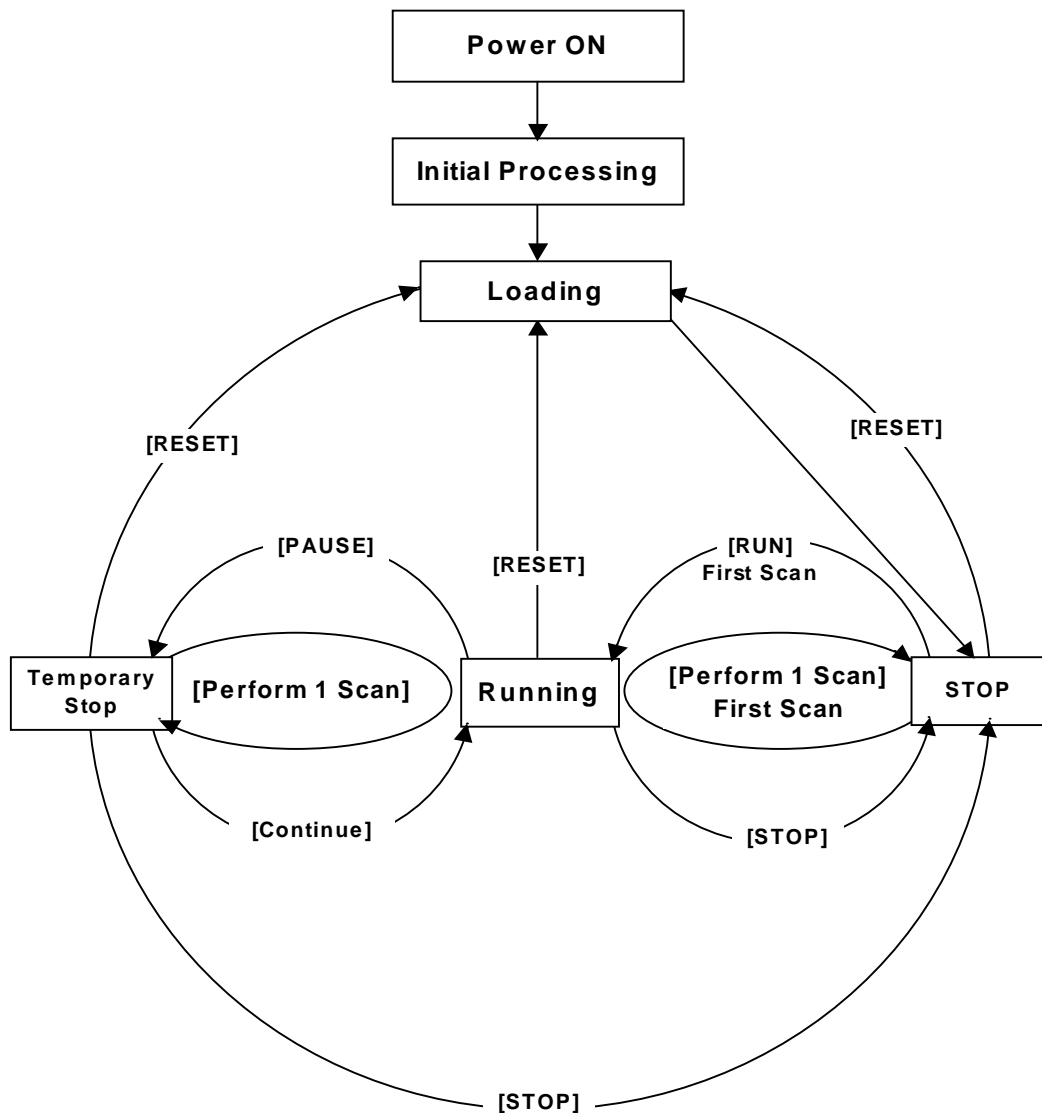 Power ON
Initial Processing
Loading
[RESET]
[RESET]
[PAUSE]
[RESET]
[RUN]
First Scan
Temporary
Stop
[Perform 1 Scan]
Running
[Perform 1 Scan]
First Scan
STOP
[Continue]
[STOP]
[STOP]